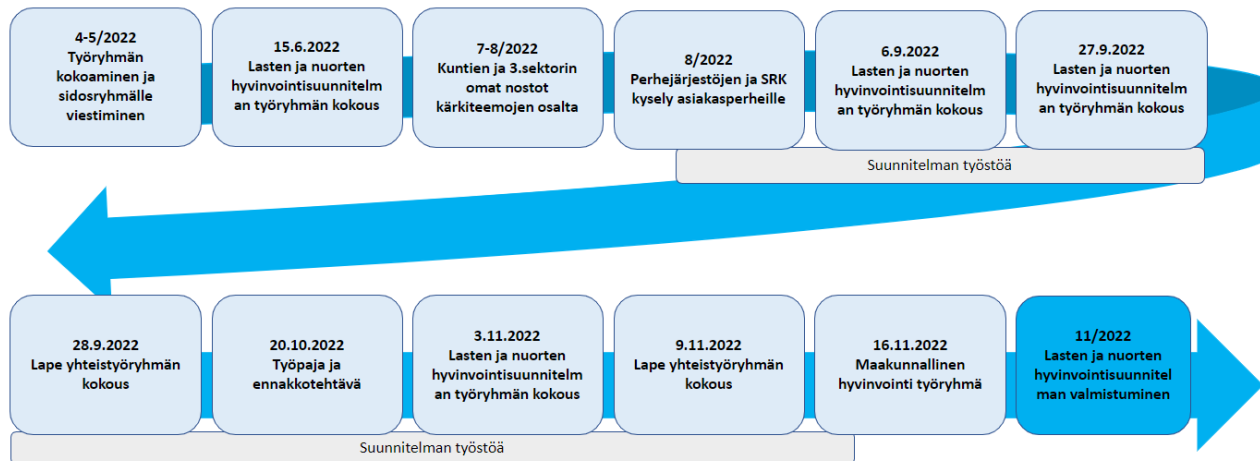 4-5/2022
Työryhmän
kokoaminen ja
sidosryhmälle
viestiminen
15.6.2022
Lasten ja nuorten
hyvinvointisuunnitelm
an työryhmän kokous
7-8/2022
Kuntien ja 3.sektorin
omat nostot
kärkiteemojen osalta
8/2022
Perhejärjestöjen ja SRK
kysely asiakasperheille
6.9.2022
Lasten ja nuorten
hyvinvointisuunnitelm
an työryhmän kokous
27.9.2022
Lasten ja nuorten
hyvinvointisuunnitelm
an työryhmän kokous
Suunnitelman työstöä
28.9.2022
Lape yhteistyöryhmän
kokous
20.10.2022
Työpaja ja
ennakkotehtävä
3.11.2022
Lasten ja nuorten
hyvinvointisuunnitelm
an työryhmän kokous
9.11.2022
Lape yhteistyöryhmän
kokous
16.11.2022
Maakunnallinen
hyvinvointi työryhmä
11/2022
Lasten ja nuorten
hyvinvointisuunnitel
man valmistuminen
Suunnitelman työstöä